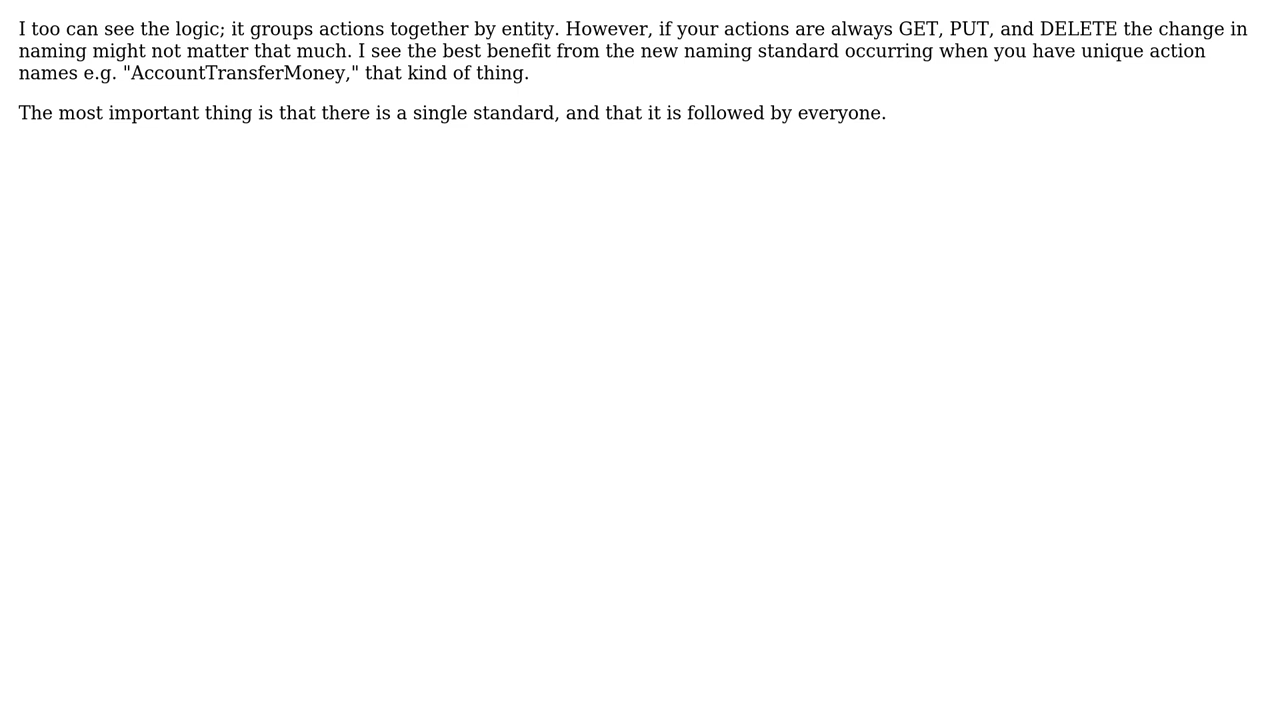 I too can see the logic; it groups actions together by entity. However, if your actions are always GET, PUT, and DELETE the change in
naming might not matter that much. I see the best benefit from the new naming standard occurring when you have unique action
names e.g. "AccountTransferMoney," that kind of thing.
The most important thing is that there is a single standard, and that it is followed by everyone.